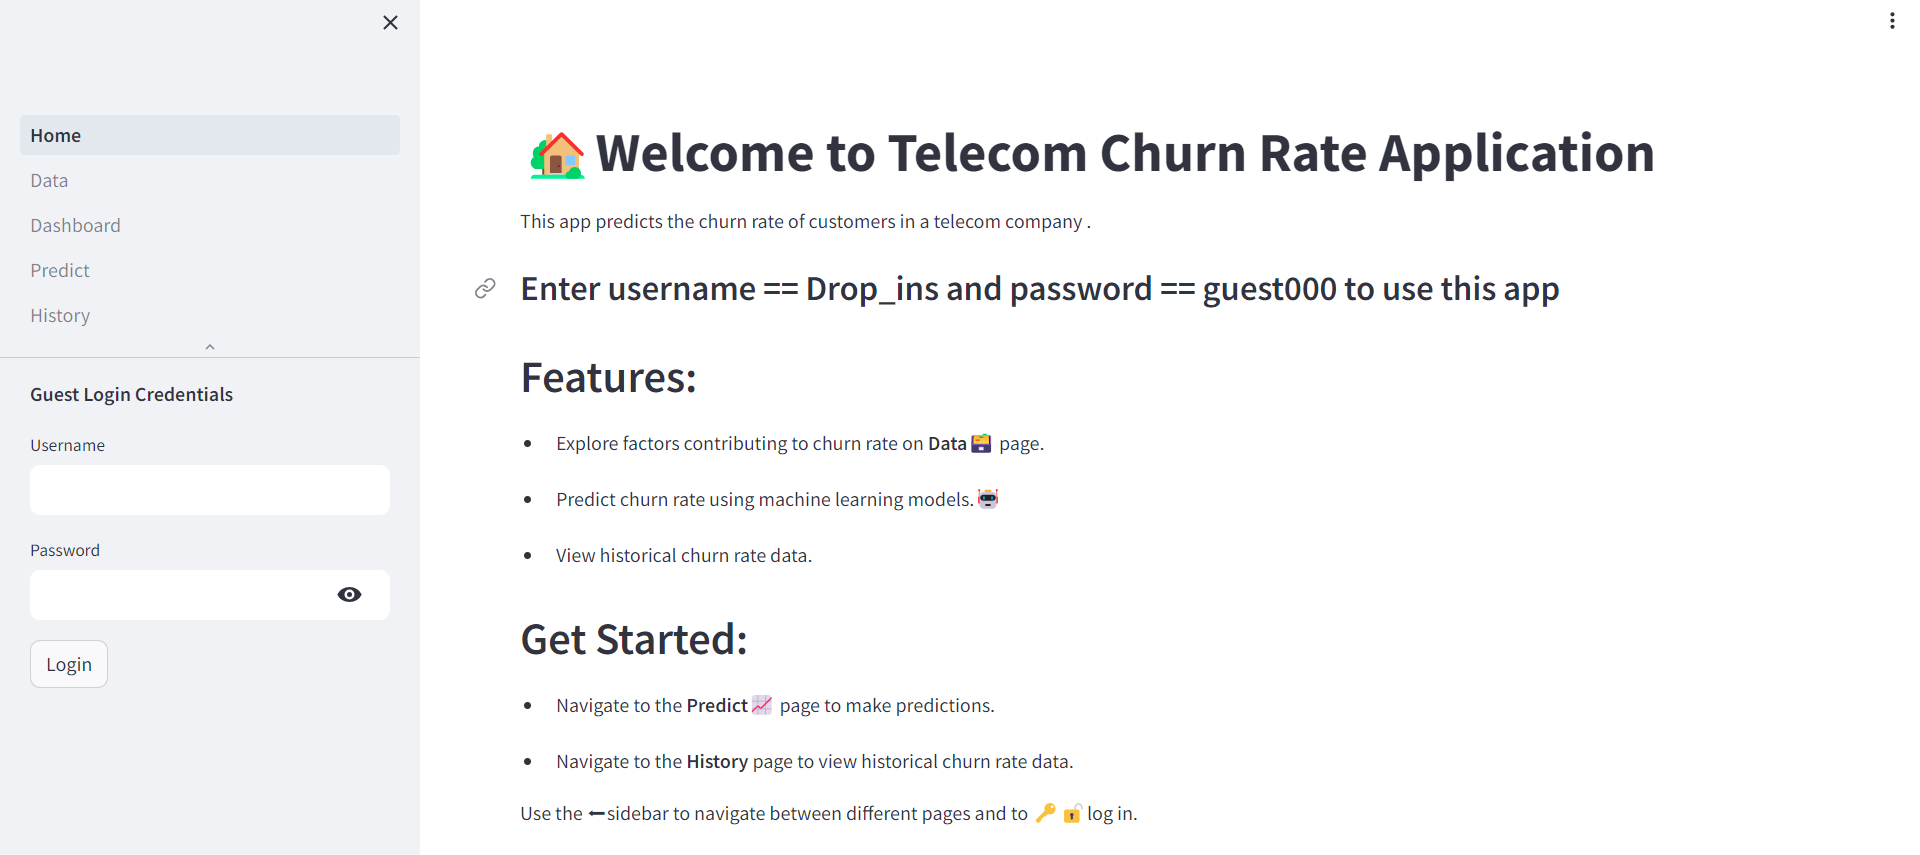 Home
Data
Dashboard
Predict
History
Guest Login Credentials
Username
Password
Login
Welcome to Telecom Churn Rate Application
This app predicts the churn rate of customers in a telecom company .
Enter username == Drop_ins and password == guest000 to use this app
Features:
Explore factors contributing to churn rate on Data page.
Predict churn rate using machine learning models.
View historical churn rate data.
Get Started:
Navigate to the Predict page to make predictions.
Navigate to the History page to view historical churn rate data.
Use the sidebar to navigate between different pages and to log in.